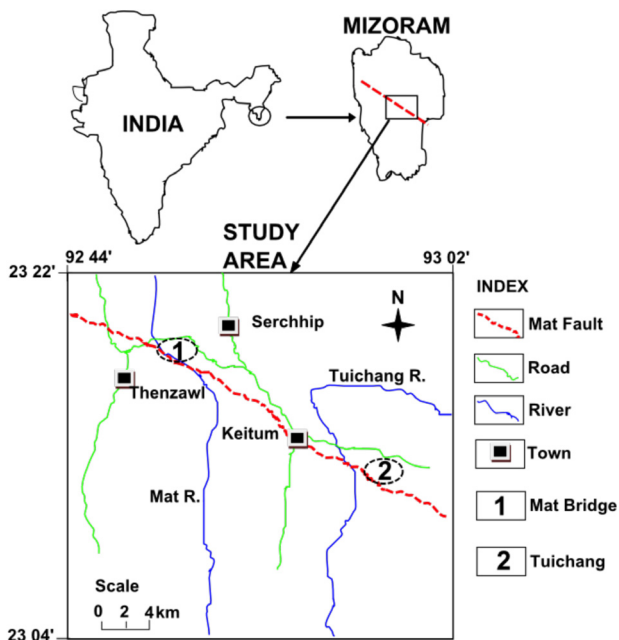 MIZORAM
INDIA
STUDY
AREA
92 44'
93 02'
23 22'
N
INDEX
Serchhip
Mat Fault
1
Road
Tuichang R.
Thenzawl
River
Keitum
Town
2
Mat R.
1 Mat Bridge
2 Tuichang
Scale
0 2 4km
23 04'